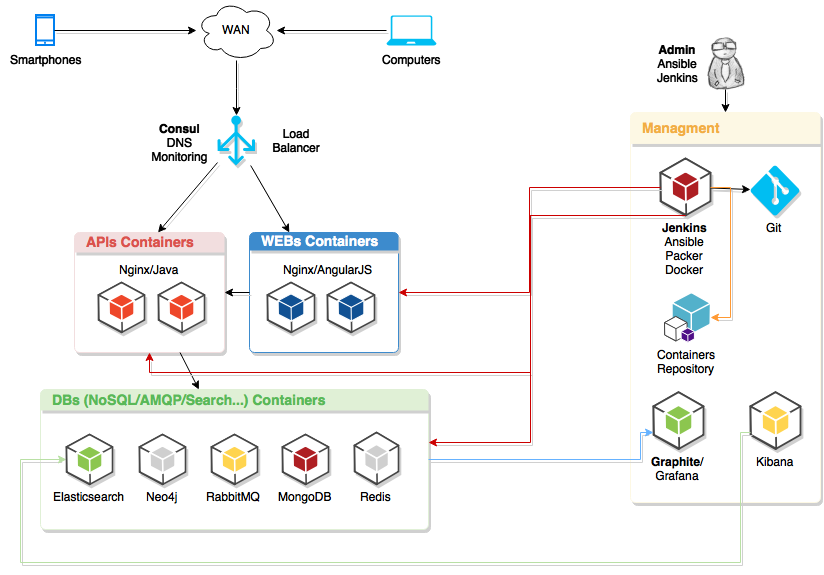 WAN
Smartphones
Computers
Admin
Ansible
Jenkins
Consul
DNS
Monitoring
Load
Balancer
Managment
Jenkins
Ansible
Packer
Docker
Git
APIs Containers
Nginx/Java
WEBs Containers
Nginx/AngularJS
Containers
Repository
DBs (NoSQL/AMQP/Search...) Containers
Elasticsearch
Neo4j
RabbitMQ
MongoDB
Redis
Graphite/
Grafana
Kibana